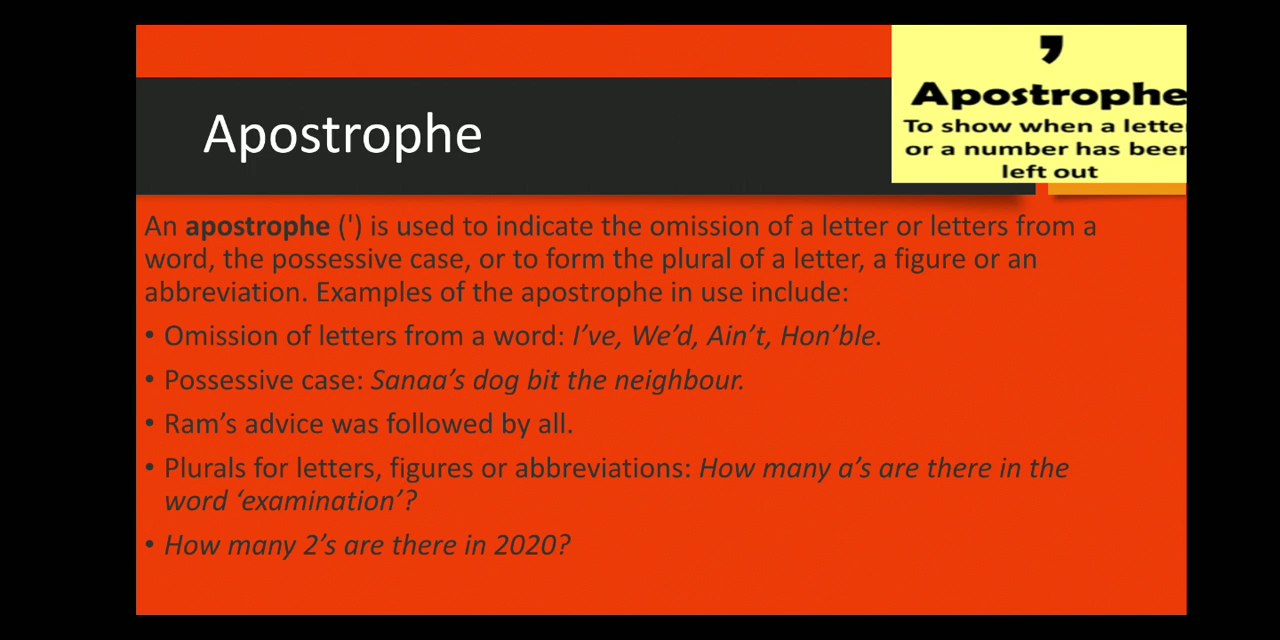 Apostrophe
’
Apostrophe
To show when a lette
or a number has been
left out
An apostrophe (') is used to indicate the omission of a letter or letters from a
word, the possessive case, or to form the plural of a letter, a figure or an
abbreviation. Examples of the apostrophe in use include:
• Omission of letters from a word: I’ve, We’d, Ain’t, Hon’ble.
• Possessive case: Sanaa’s dog bit the neighbour.
• Ram’s advice was followed by all.
• Plurals for letters, figures or abbreviations: How many a’s are there in the
word ‘examination’?
• How many 2’s are there in 2020?